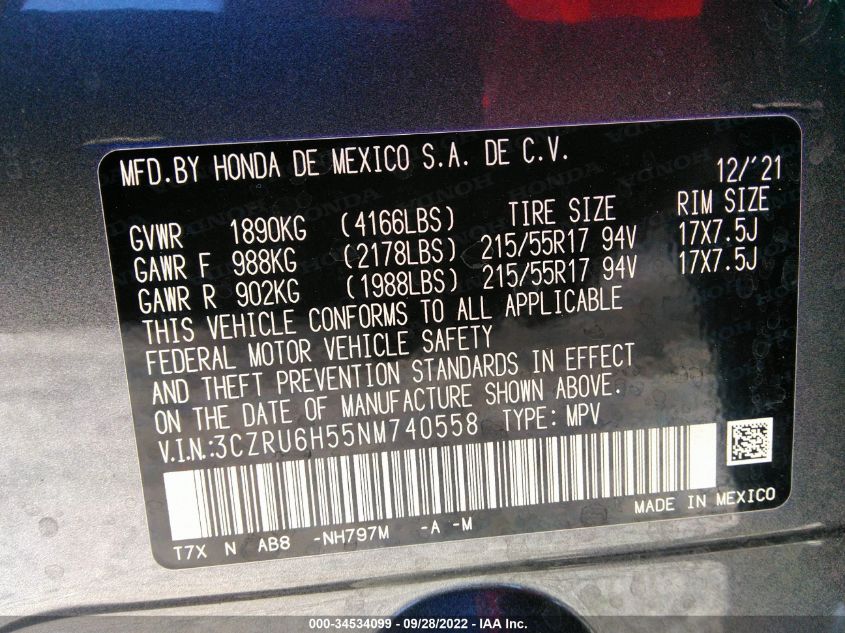 MFD.BY HONDA DE MEXICO S.A. DE C.V.
12/'21
GVWR 1890KG (4166LBS) TIRE SIZE RIM SIZE
GAWR F 988KG (2178LBS) 215/55R17 94V 17X7.5J
GAWR R 902KG (1988LBS) 215/55R17 94V 17X7.5J
THIS VEHICLE CONFORMS TO ALL APPLICABLE
FEDERAL MOTOR VEHICLE SAFETY
AND THEFT PREVENTION STANDARDS IN EFFECT
ON THE DATE OF MANUFACTURE SHOWN ABOVE.
V.I.N.:3CZRU6H55NM740558 TYPE: MPV
MADE IN MEXICO
T7X N AB8 -NH797M -A -M
000-34534099 - 09/28/2022 - IAA Inc.